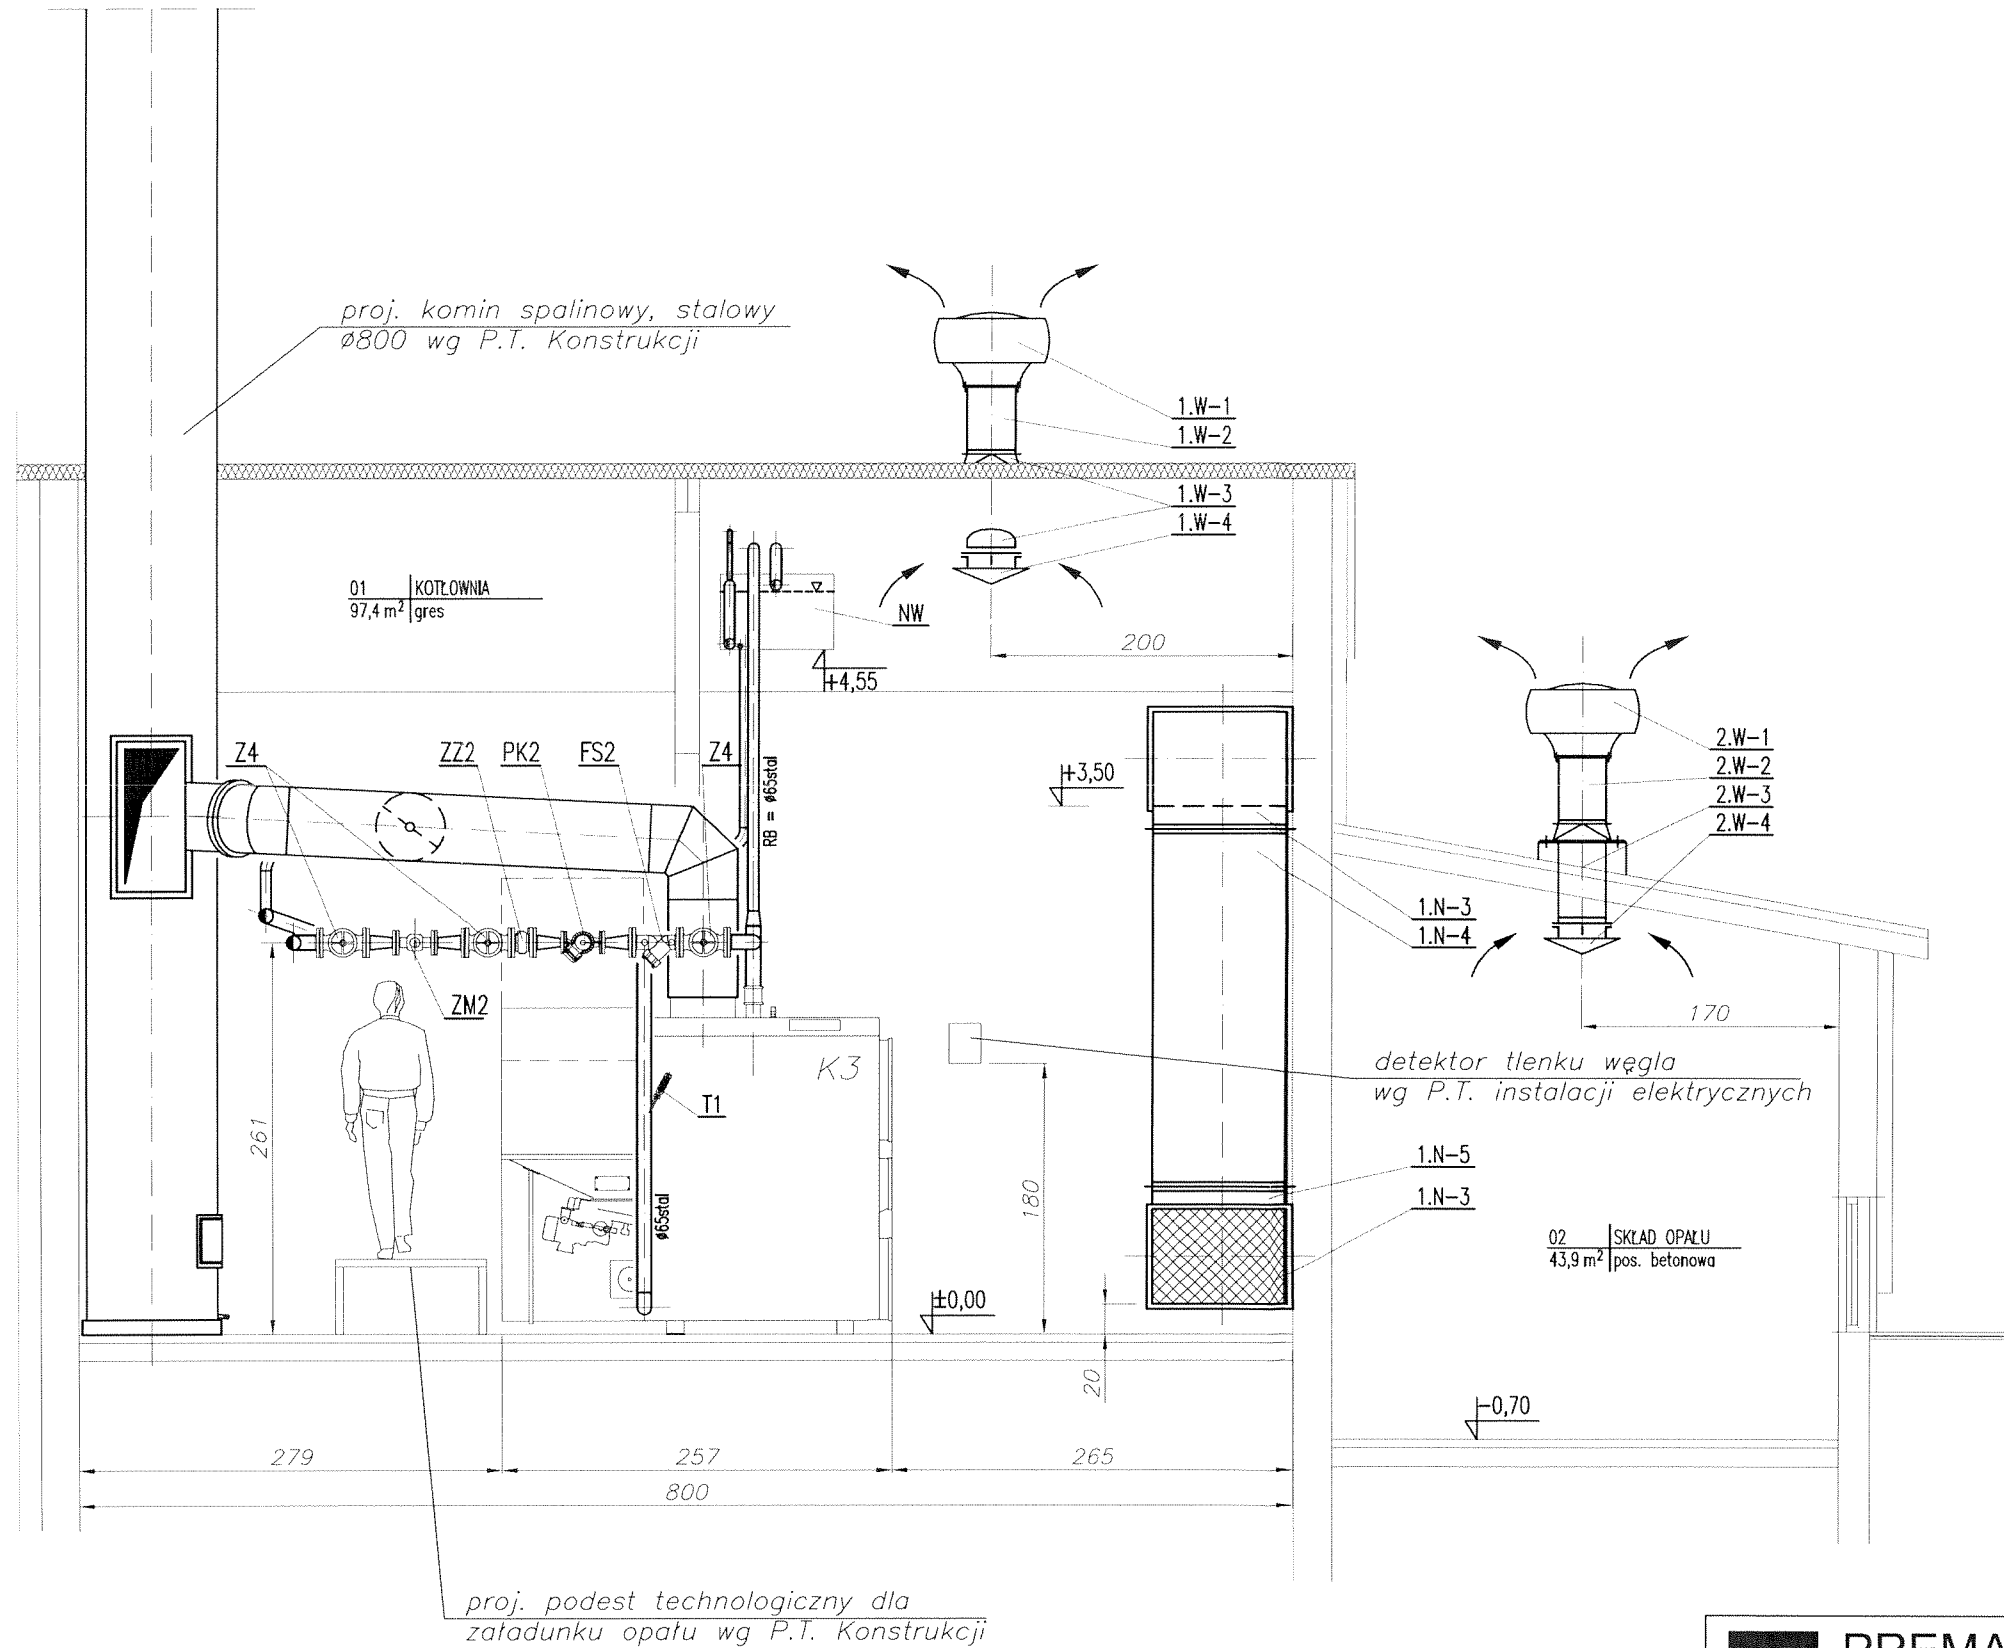 proj. komin spalinowy, stalowy
ø800 wg P.T. Konstrukcji
1.W-1
1.W-2
1.W-3
1.W-4
01 KOTŁOWNIA
97,4 m² gres
NW
200
+4,55
2.W-1
2.W-2
2.W-3
2.W-4
Z4
ZZ2
PK2
FS2
Z4
RB = ø65stal
+3,50
1.N-3
1.N-4
ZM2
170
K3
detektor tlenku węgla
wg P.T. instalacji elektrycznych
T1
261
180
ø65stal
1.N-5
1.N-3
02 SKŁAD OPAŁU
43,9 m² pos. betonowa
±0,00
20
-0,70
279
257
265
800
proj. podest technologiczny dla
załadunku opału wg P.T. Konstrukcji